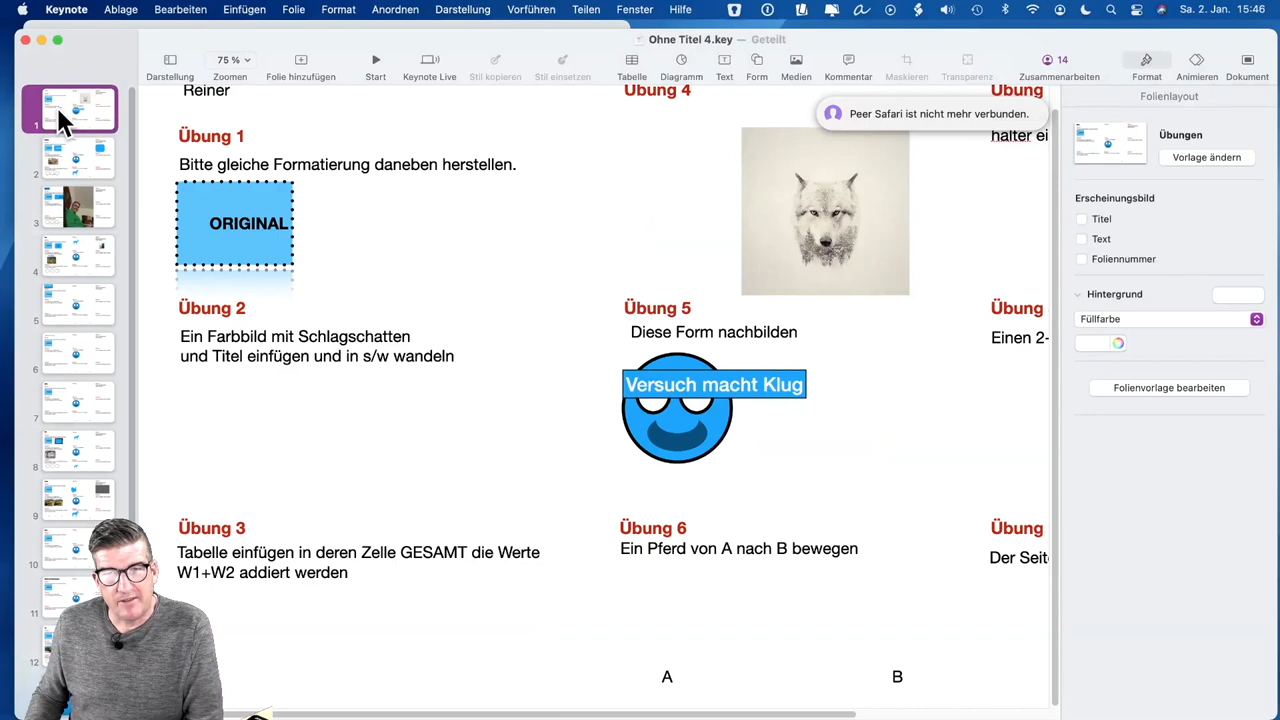 Keynote Ablage Bearbeiten Einfügen Folie Format Anordnen Darstellung Vorführen Teilen Fenster Hilfe
Sa. 2. Jan. 15:46
Ohne Titel 4.key — Geteilt
75 %
14
Darstellung Zoomen Folie hinzufügen Start Keynote Live Stil kopieren Stil einsetzen Tabelle Diagramm Text Form Medien Kommentar Maskieren Transparenz Zusammenarbeiten Format Animieren Dokument
Peer Safari ist nicht mehr verbunden.
1
2
3
4
5
6
7
8
9
10
11
12
Reiner
Übung 1
Bitte gleiche Formatierung daneben herstellen.
ORIGINAL
Übung 2
Ein Farbbild mit Schlagschatten
und Titel einfügen und in s/w wandeln
Übung 3
Tabelle einfügen in deren Zelle GESAMT die Werte
W1+W2 addiert werden
Übung 4
Übung 5
Diese Form nachbilden
Versuch macht Klug
Übung 6
Ein Pferd von A nach B bewegen
A B
Übung
halter ei
Übung
Einen 2-
Übung
Der Seit
Folienlayout
Übungen
Vorlage ändern
Erscheinungsbild
Titel
Text
Foliennummer
Hintergrund
Füllfarbe
Folienvorlage bearbeiten